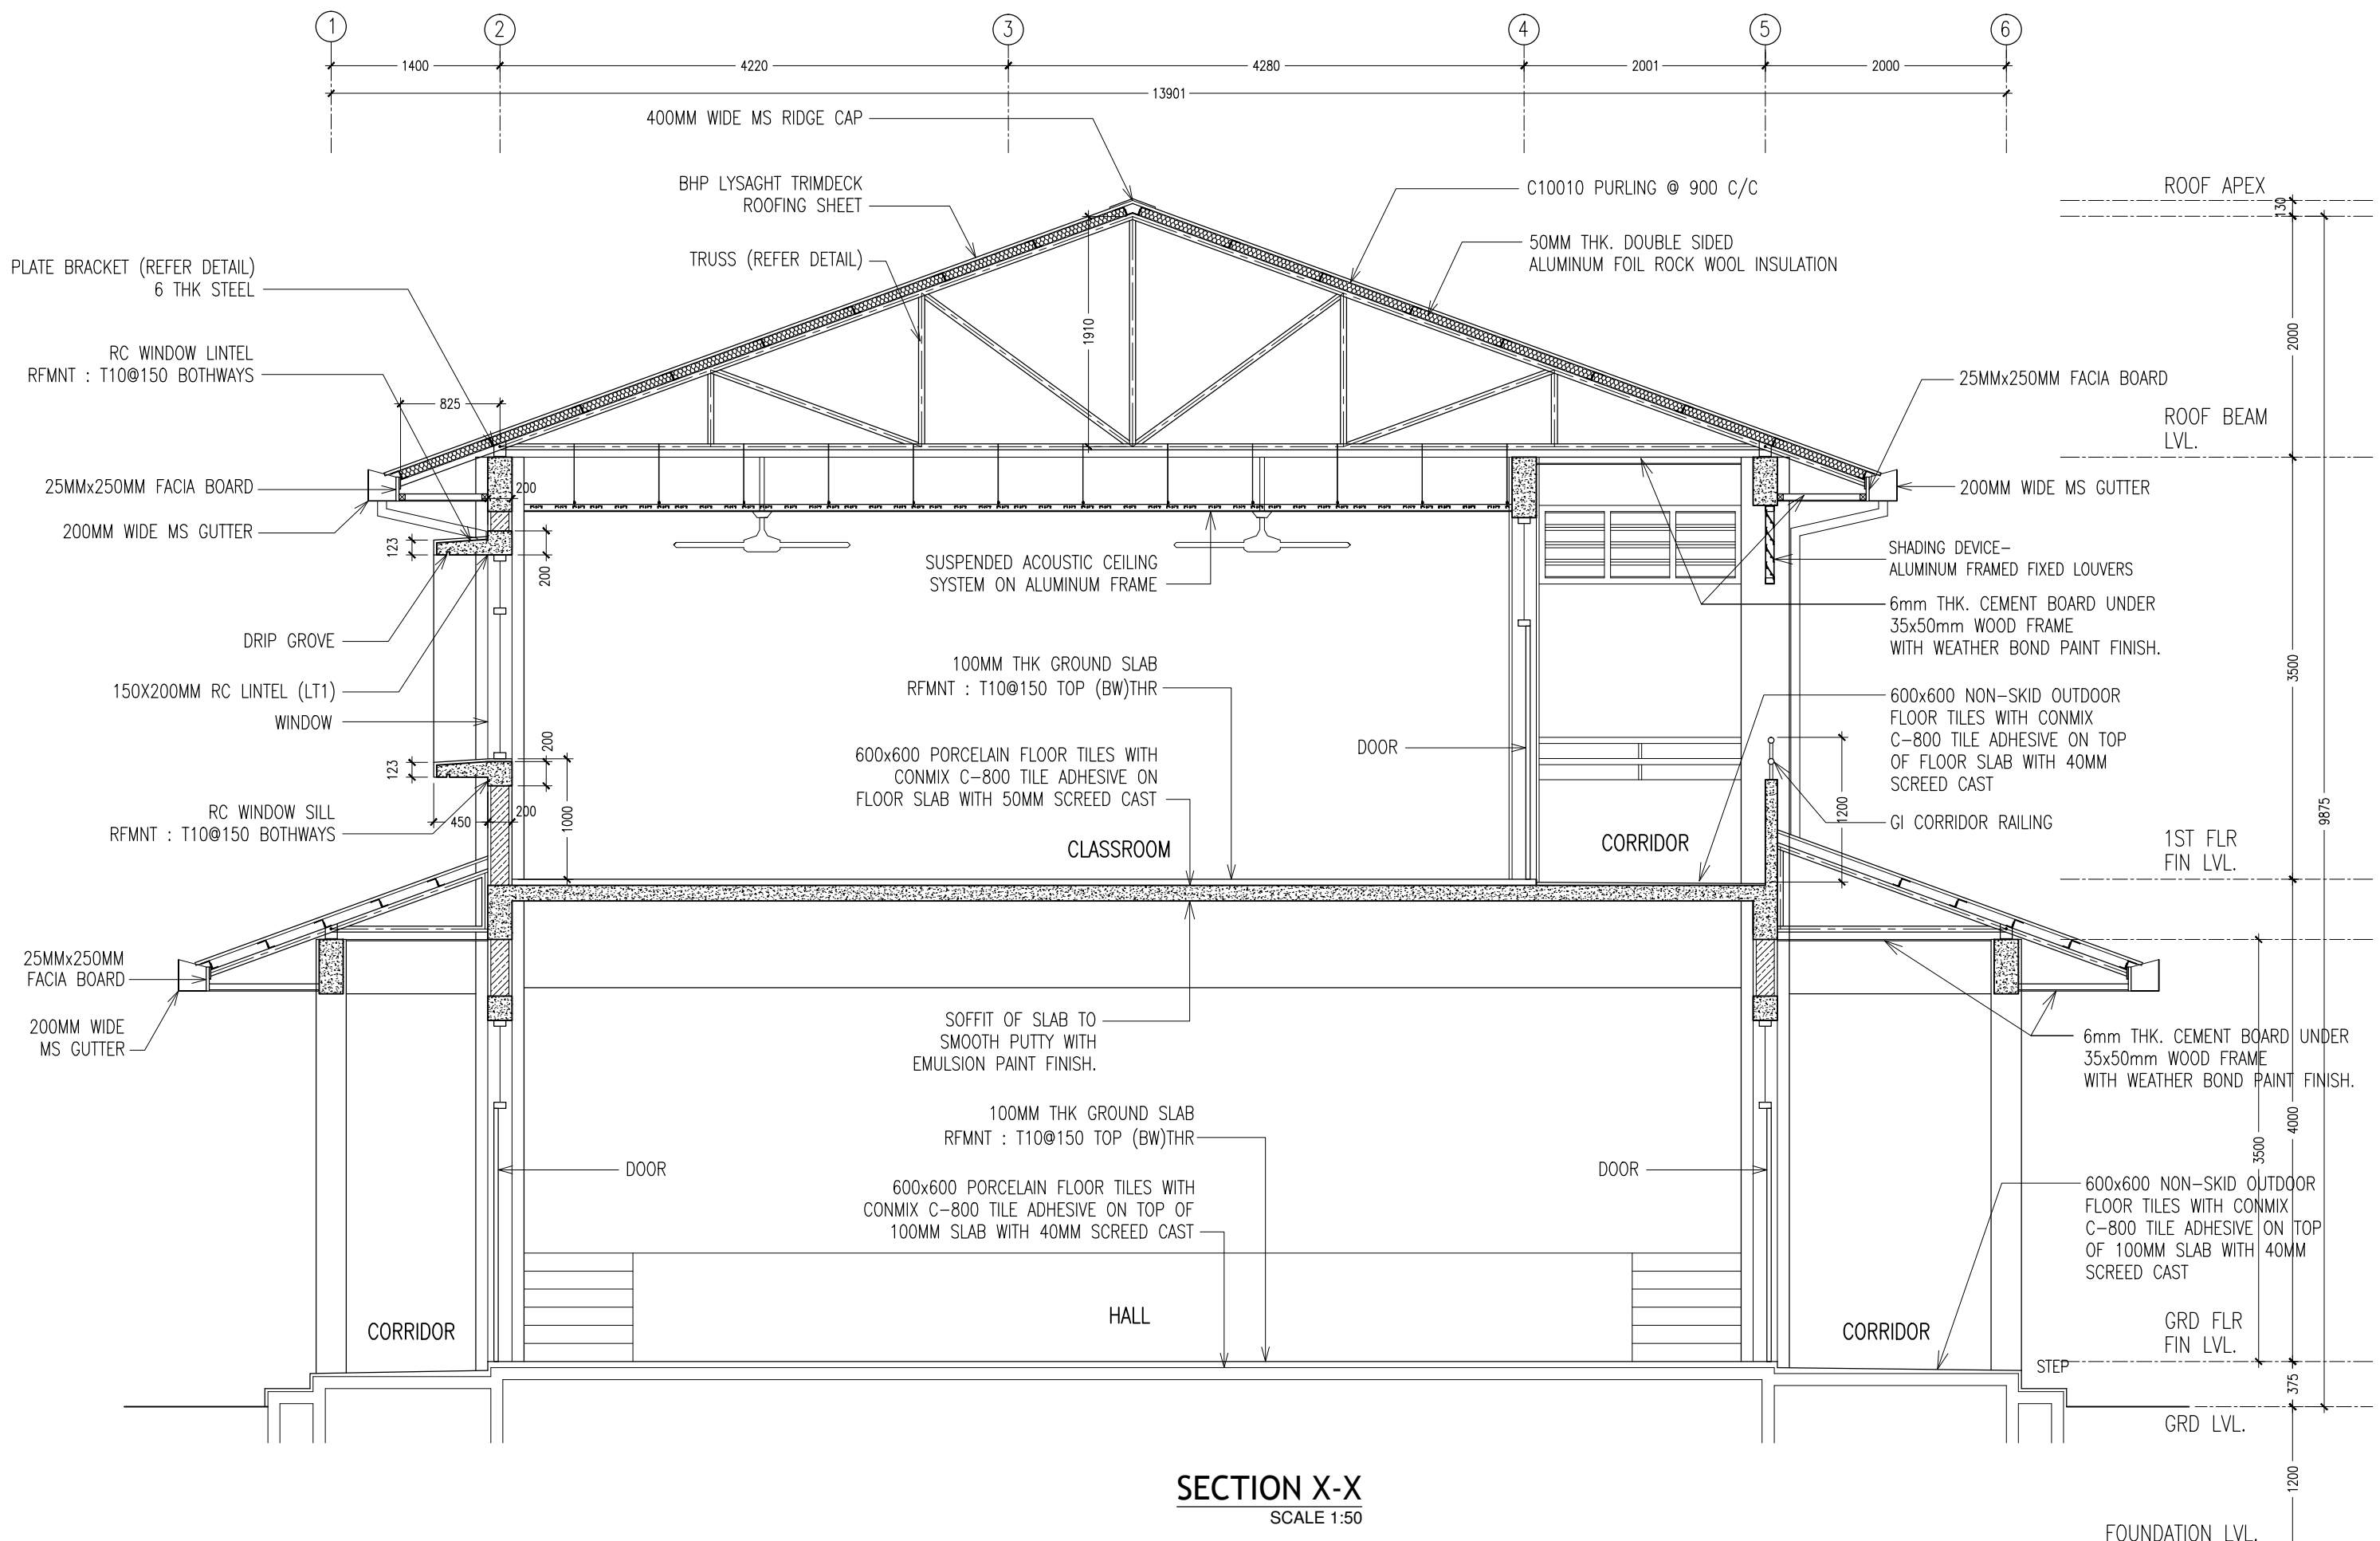 1
2
3
4
5
6
1400
4220
4280
2001
2000
13901
400MM WIDE MS RIDGE CAP
BHP LYSAGHT TRIMDECK
ROOFING SHEET
TRUSS (REFER DETAIL)
C10010 PURLING @ 900 C/C
50MM THK. DOUBLE SIDED
ALUMINUM FOIL ROCK WOOL INSULATION
PLATE BRACKET (REFER DETAIL)
6 THK STEEL
RC WINDOW LINTEL
RFMNT : T10@150 BOTHWAYS
825
1910
25MMx250MM FACIA BOARD
200MM WIDE MS GUTTER
25MMx250MM FACIA BOARD
200MM WIDE MS GUTTER
200
123
200
SUSPENDED ACOUSTIC CEILING
SYSTEM ON ALUMINUM FRAME
SHADING DEVICE-
ALUMINUM FRAMED FIXED LOUVERS
6mm THK. CEMENT BOARD UNDER
35x50mm WOOD FRAME
WITH WEATHER BOND PAINT FINISH.
DRIP GROVE
150X200MM RC LINTEL (LT1)
WINDOW
100MM THK GROUND SLAB
RFMNT : T10@150 TOP (BW)THR
600x600 NON-SKID OUTDOOR
FLOOR TILES WITH CONMIX
C-800 TILE ADHESIVE ON TOP
OF FLOOR SLAB WITH 40MM
SCREED CAST
DOOR
600x600 PORCELAIN FLOOR TILES WITH
CONMIX C-800 TILE ADHESIVE ON
FLOOR SLAB WITH 50MM SCREED CAST
123
200
RC WINDOW SILL
RFMNT : T10@150 BOTHWAYS
450
200
1000
1200
GI CORRIDOR RAILING
CLASSROOM
CORRIDOR
25MMx250MM
FACIA BOARD
200MM WIDE
MS GUTTER
SOFFIT OF SLAB TO
SMOOTH PUTTY WITH
EMULSION PAINT FINISH.
6mm THK. CEMENT BOARD UNDER
35x50mm WOOD FRAME
WITH WEATHER BOND PAINT FINISH.
100MM THK GROUND SLAB
RFMNT : T10@150 TOP (BW)THR
DOOR
DOOR
600x600 PORCELAIN FLOOR TILES WITH
CONMIX C-800 TILE ADHESIVE ON TOP OF
100MM SLAB WITH 40MM SCREED CAST
600x600 NON-SKID OUTDOOR
FLOOR TILES WITH CONMIX
C-800 TILE ADHESIVE ON TOP
OF 100MM SLAB WITH 40MM
SCREED CAST
CORRIDOR
HALL
CORRIDOR
STEP
ROOF APEX
130
2000
ROOF BEAM
LVL.
3500
9875
1ST FLR
FIN LVL.
4000
3500
GRD FLR
FIN LVL.
375
GRD LVL.
1200
FOUNDATION LVL.
SECTION X-X
SCALE 1:50